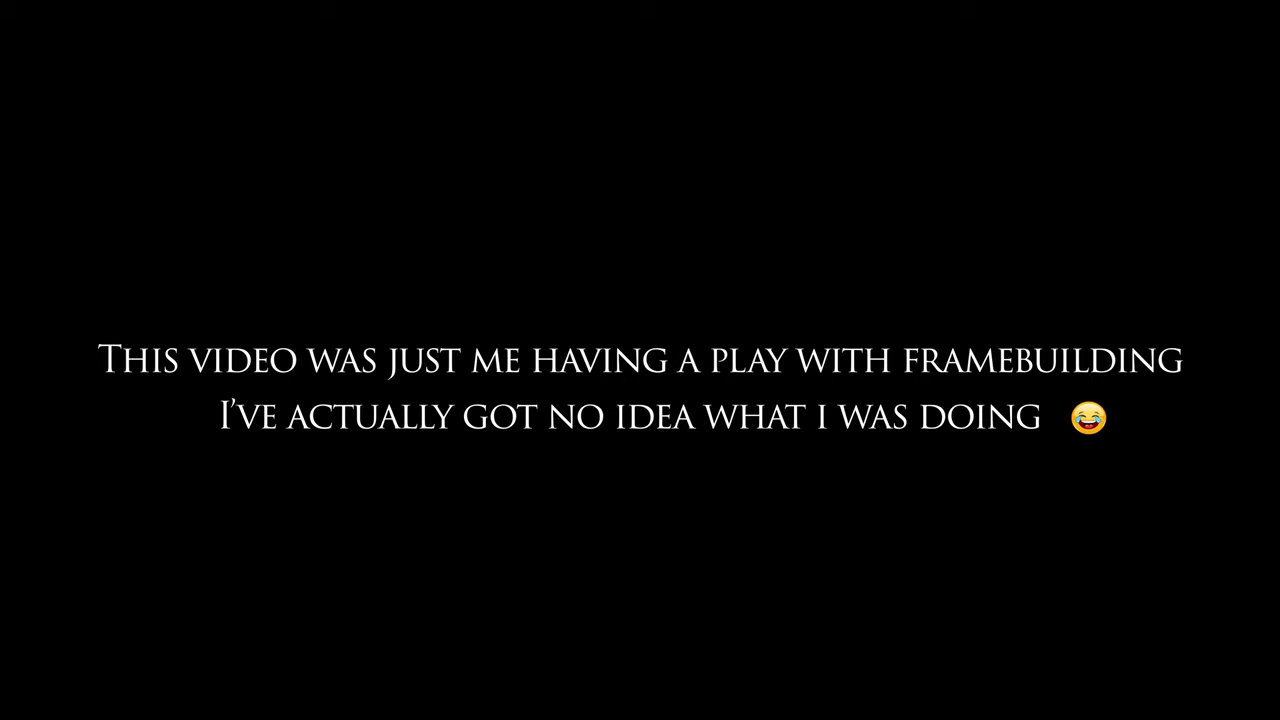 This video was just me having a play with framebuilding
I've actually got no idea what i was doing 😂